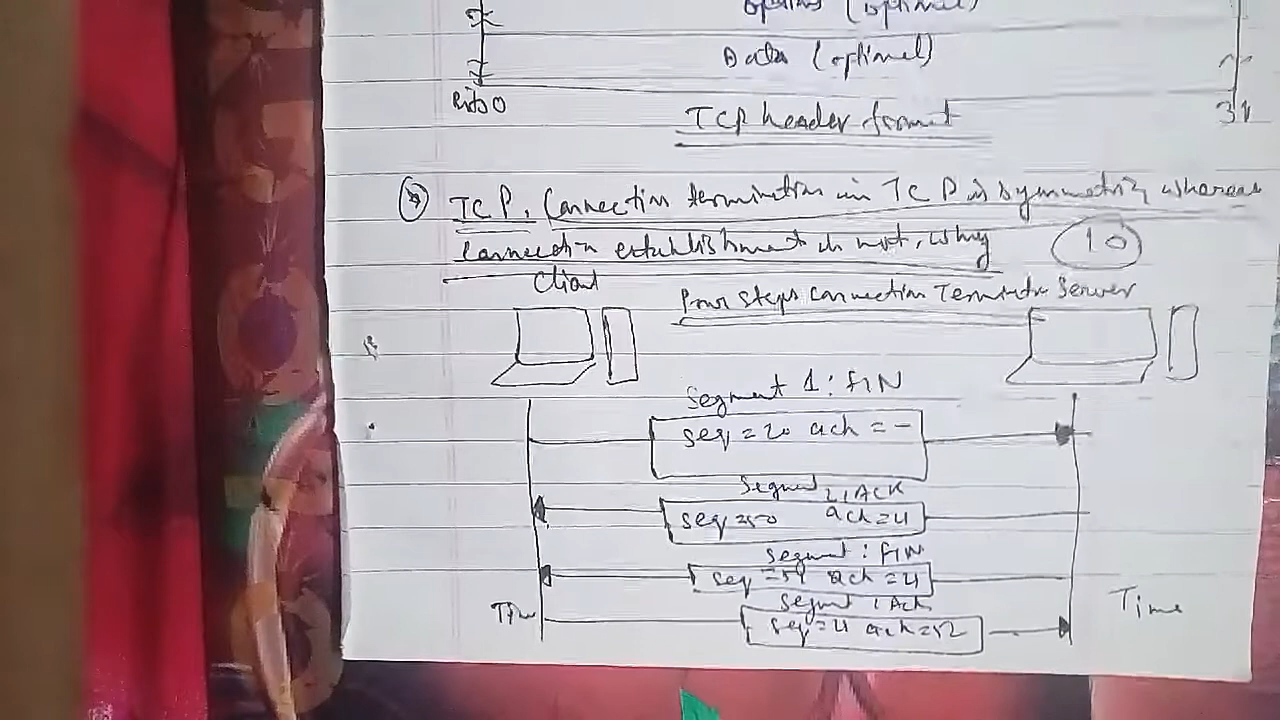 options (optional)
Data (optional)
Bits 0
31
TCP header format
TCP. Connection termination in TCP is symmetric, whereas
connection establishment is not, why
10
Client
Four steps connection Termination Server
Segment 1: FIN
seq = 20 ack = -
Segment ACK
seq = 50 ack = 21
Segment : FIN
seq = 51 ack = 21
Segment : Ack
seq = 21 ack = 52
Time
Time